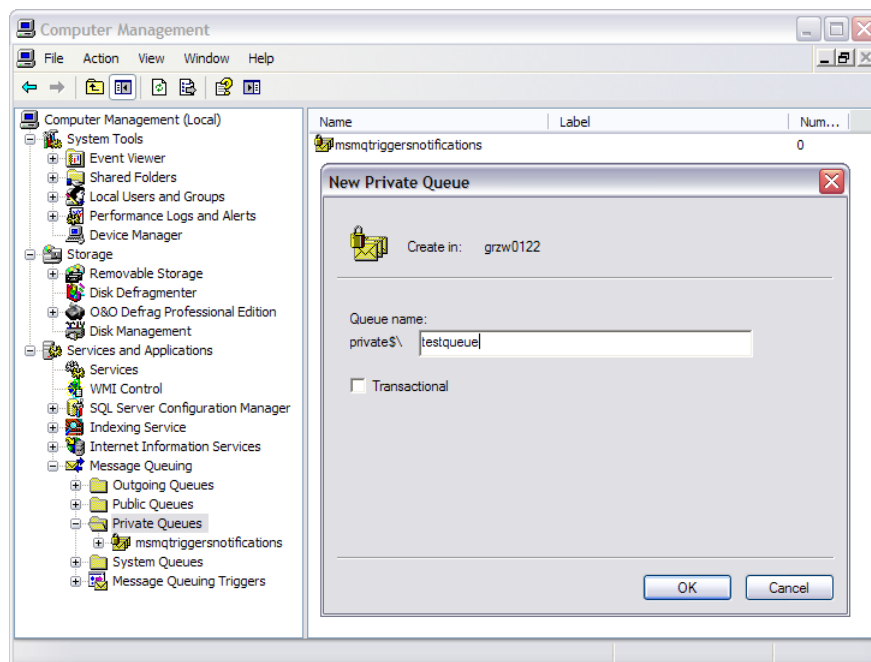 Computer Management
File Action View Window Help
Computer Management (Local)
System Tools
Event Viewer
Shared Folders
Local Users and Groups
Performance Logs and Alerts
Device Manager
Storage
Removable Storage
Disk Defragmenter
O&O Defrag Professional Edition
Disk Management
Services and Applications
Services
WMI Control
SQL Server Configuration Manager
Indexing Service
Internet Information Services
Message Queuing
Outgoing Queues
Public Queues
Private Queues
msmqtriggersnotifications
System Queues
Message Queuing Triggers
Name Label Num...
msmqtriggersnotifications 0
New Private Queue
Create in: grzw0122
Queue name:
private$\ testqueue
Transactional
OK Cancel